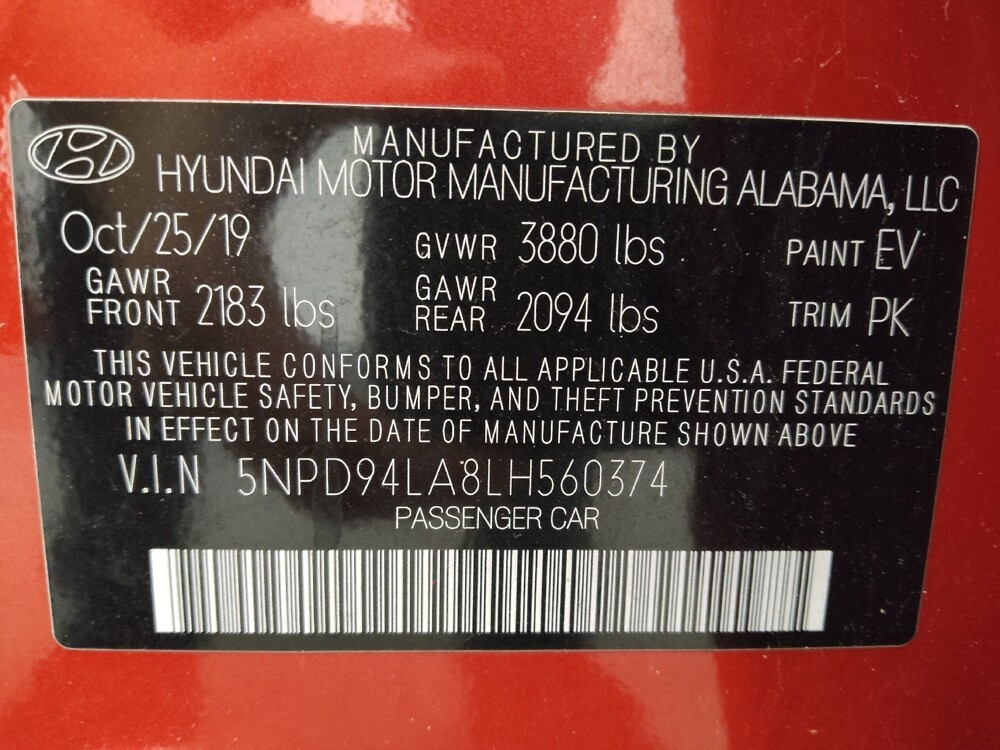 MANUFACTURED BY
HYUNDAI MOTOR MANUFACTURING ALABAMA, LLC
Oct/25/19 GVWR 3880 lbs PAINT EV
GAWR FRONT 2183 lbs GAWR REAR 2094 lbs TRIM PK
THIS VEHICLE CONFORMS TO ALL APPLICABLE U.S.A. FEDERAL
MOTOR VEHICLE SAFETY, BUMPER, AND THEFT PREVENTION STANDARDS
IN EFFECT ON THE DATE OF MANUFACTURE SHOWN ABOVE
V.I.N 5NPD94LA8LH560374
PASSENGER CAR